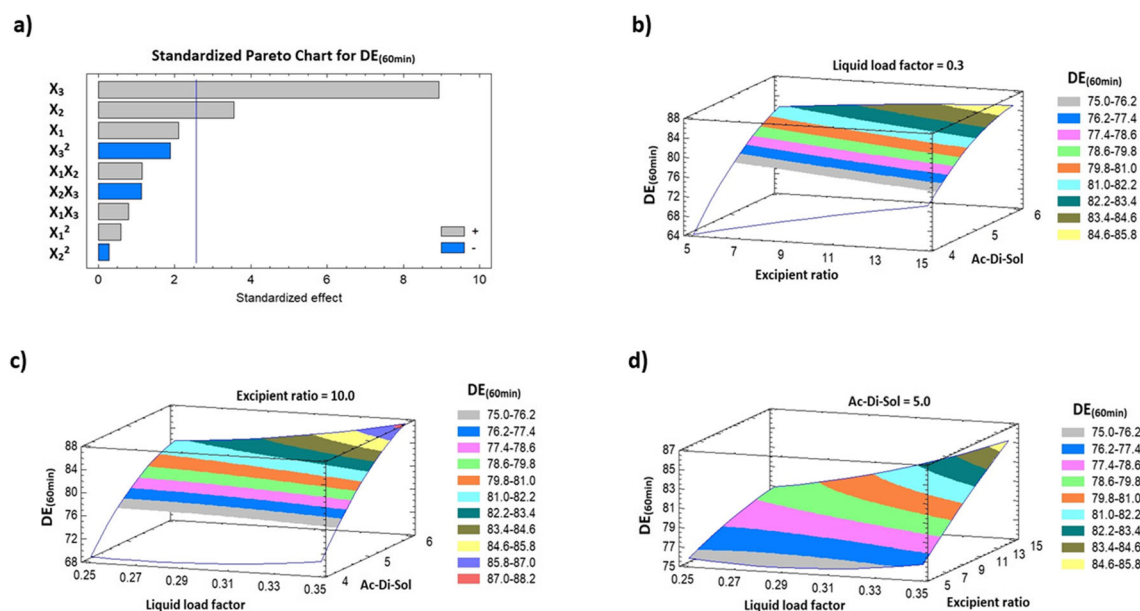 a)
Standardized Pareto Chart for DE(60min)
X3
X2
X1
X3²
X1X2
X2X3
X1X3
X1²
X2²
+
-
0 2 4 6 8 10
Standardized effect
b)
Liquid load factor = 0.3
DE(60min)
88
84
80
76
72
68
64
5 7 9 11 13 15
Excipient ratio
4 5 6
Ac-Di-Sol
DE(60min)
75.0-76.2
76.2-77.4
77.4-78.6
78.6-79.8
79.8-81.0
81.0-82.2
82.2-83.4
83.4-84.6
84.6-85.8
c)
Excipient ratio = 10.0
DE(60min)
88
84
80
76
72
68
0.25 0.27 0.29 0.31 0.33 0.35
Liquid load factor
4 5 6
Ac-Di-Sol
DE(60min)
75.0-76.2
76.2-77.4
77.4-78.6
78.6-79.8
79.8-81.0
81.0-82.2
82.2-83.4
83.4-84.6
84.6-85.8
85.8-87.0
87.0-88.2
d)
Ac-Di-Sol = 5.0
DE(60min)
87
85
83
81
79
77
75
0.25 0.27 0.29 0.31 0.33 0.35
Liquid load factor
5 7 9 11 13 15
Excipient ratio
DE(60min)
75.0-76.2
76.2-77.4
77.4-78.6
78.6-79.8
79.8-81.0
81.0-82.2
82.2-83.4
83.4-84.6
84.6-85.8